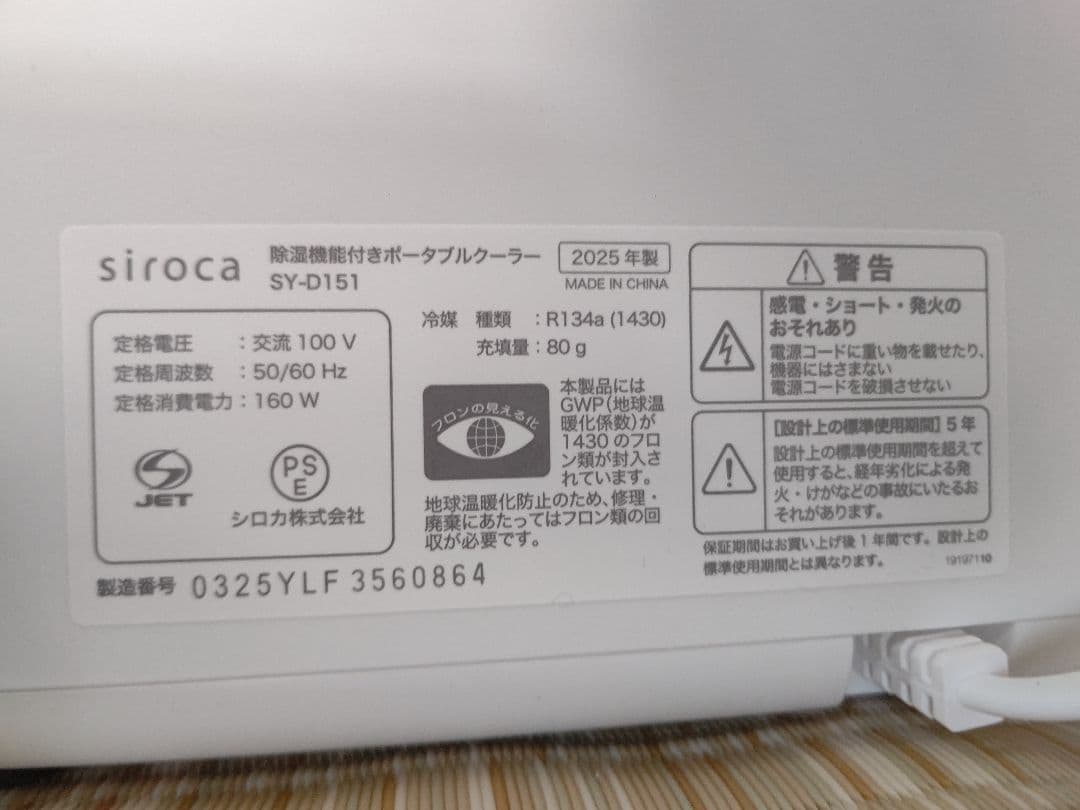 siroca
除湿機能付きポータブルクーラー
SY-D151
2025年製
MADE IN CHINA
定格電圧 : 交流 100 V
定格周波数 : 50/60 Hz
定格消費電力 : 160 W
JET
PS
E
シロカ株式会社
冷媒 種類 : R134a (1430)
充填量 : 80 g
フロンの見える化
本製品には
GWP(地球温
暖化係数)が
1430 のフロ
ン類が封入さ
れています。
地球温暖化防止のため、修理・
廃棄にあたってはフロン類の回
収が必要です。
製造番号 0325YLF3560864
警告
感電・ショート・発火の
おそれあり
電源コードに重い物を載せたり、
機器にはさまない
電源コードを破損させない
[設計上の標準使用期間] 5 年
設計上の標準使用期間を超えて
使用すると、経年劣化による発
火・けがなどの事故にいたるお
それがあります。
保証期間はお買い上げ後 1 年間です。設計上の
標準使用期間とは異なります。
19197110